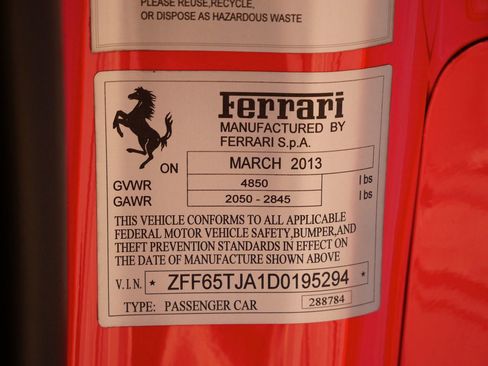 PLEASE REUSE,RECYCLE,
OR DISPOSE AS HAZARDOUS WASTE
Ferrari
MANUFACTURED BY
FERRARI S.p.A.
ON MARCH 2013
GVWR 4850 lbs
GAWR 2050 - 2845 lbs
THIS VEHICLE CONFORMS TO ALL APPLICABLE
FEDERAL MOTOR VEHICLE SAFETY,BUMPER,AND
THEFT PREVENTION STANDARDS IN EFFECT ON
THE DATE OF MANUFACTURE SHOWN ABOVE
V.I.N. * ZFF65TJA1D0195294 *
TYPE: PASSENGER CAR 288784